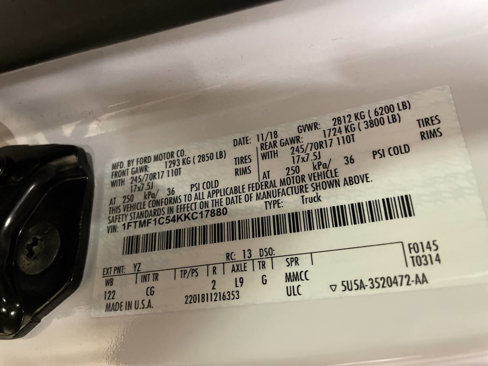 MFD. BY FORD MOTOR CO.
DATE: 11/18 GVWR: 2812 KG (6200 LB)
FRONT GAWR: 1293 KG (2850 LB) REAR GAWR: 1724 KG (3800 LB)
WITH 245/70R17 110T TIRES WITH 245/70R17 110T TIRES
17x7.5J RIMS 17x7.5J RIMS
AT 250 kPa/ 36 PSI COLD AT 250 kPa/ 36 PSI COLD
THIS VEHICLE CONFORMS TO ALL APPLICABLE FEDERAL MOTOR VEHICLE
SAFETY STANDARDS IN EFFECT ON THE DATE OF MANUFACTURE SHOWN ABOVE.
VIN: 1FTMF1C54KKC17880 TYPE: Truck
EXT PNT: YZ RC: 13 DSO: F0145
WB INT TR TP/PS R AXLE TR SPR T0314
122 CG 2 L9 G MMCC
MADE IN U.S.A. 2201811216353 ULC ▽ 5U5A-3520472-AA